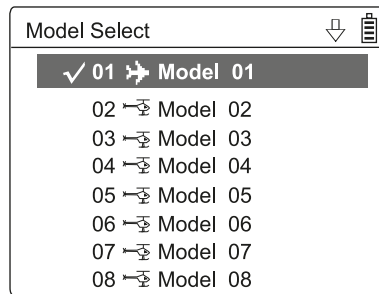 Model Select
01 Model 01
02 Model 02
03 Model 03
04 Model 04
05 Model 05
06 Model 06
07 Model 07
08 Model 08